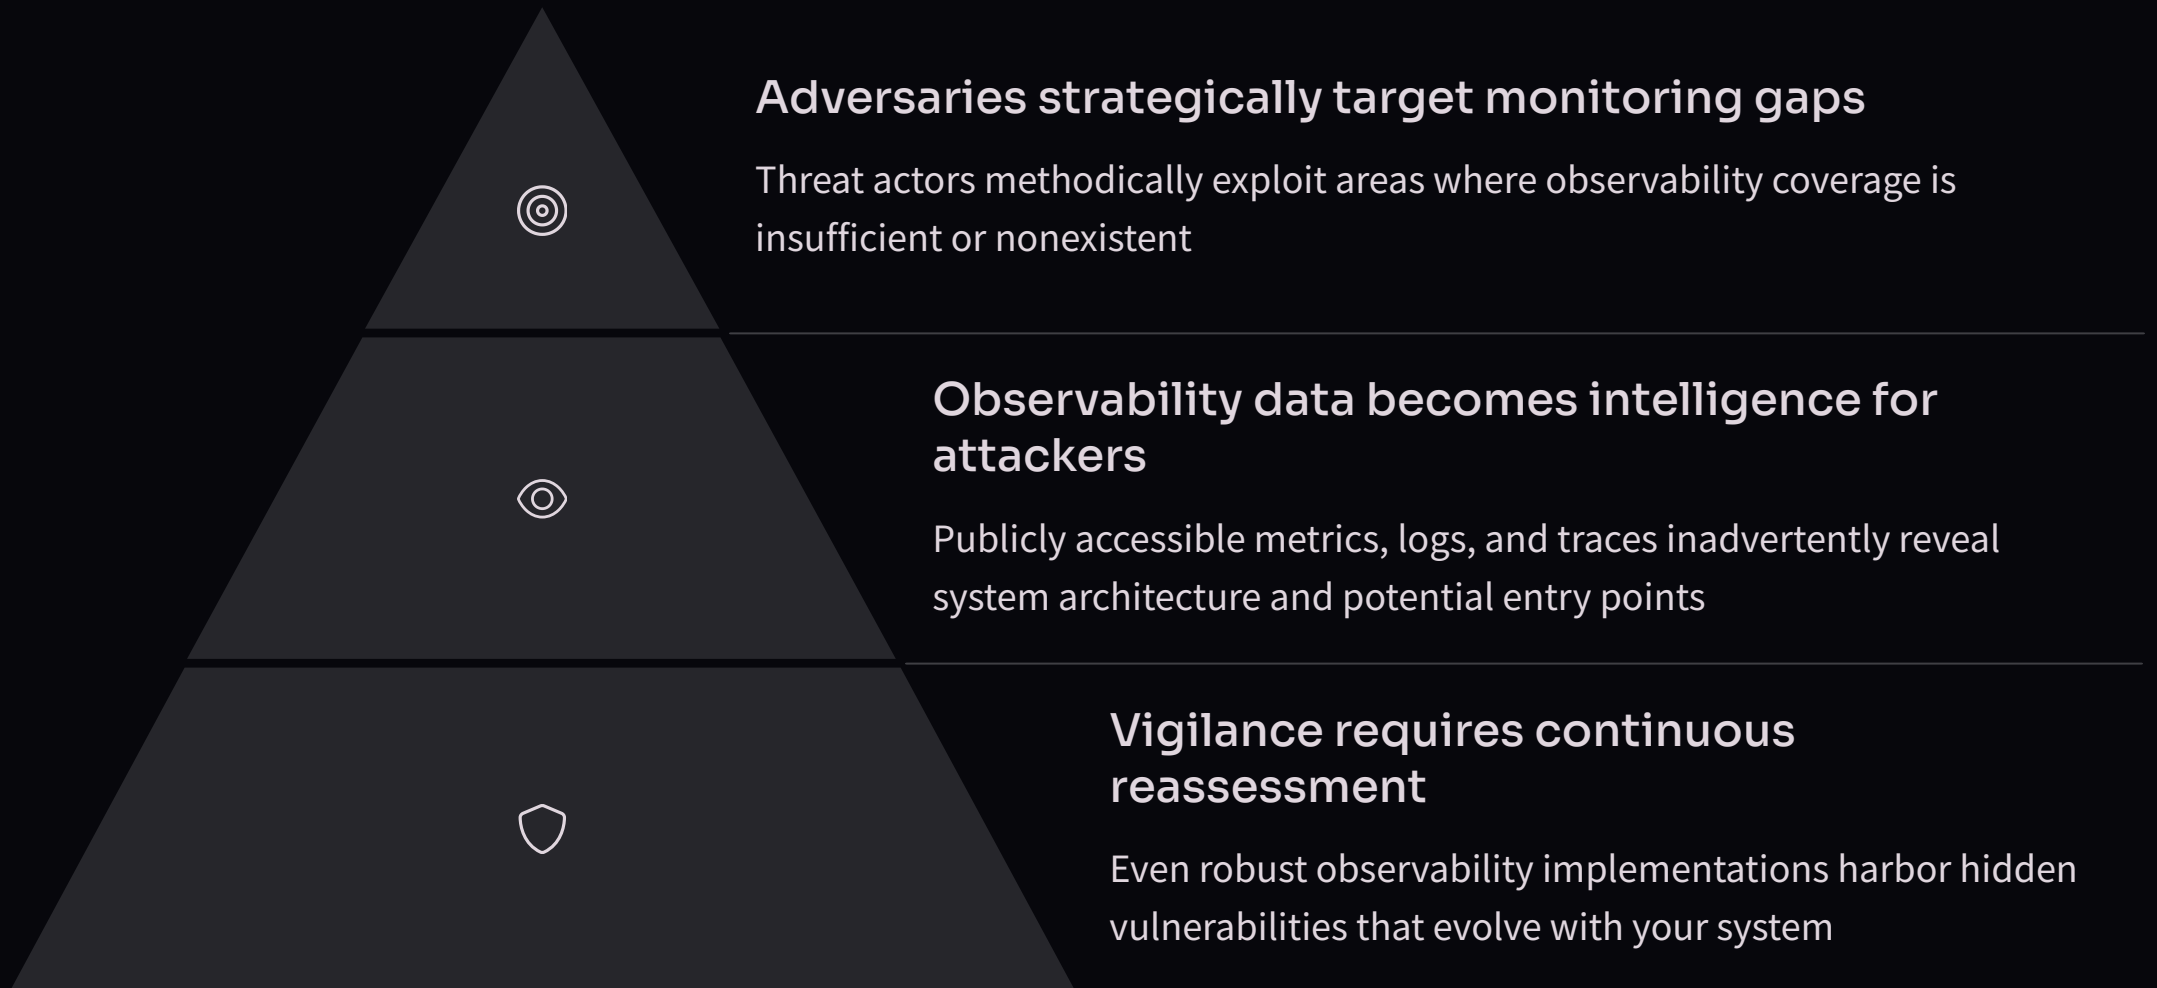 Adversaries strategically target monitoring gaps
Threat actors methodically exploit areas where observability coverage is
insufficient or nonexistent
Observability data becomes intelligence for
attackers
Publicly accessible metrics, logs, and traces inadvertently reveal
system architecture and potential entry points
Vigilance requires continuous
reassessment
Even robust observability implementations harbor hidden
vulnerabilities that evolve with your system